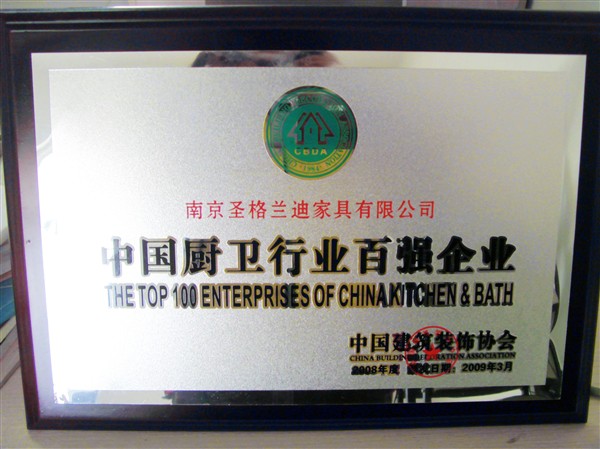 CBDA
南京圣格兰迪家具有限公司
中国厨卫行业百强企业
THE TOP 100 ENTERPRISES OF CHINA KITCHEN & BATH
中国建筑装饰协会
CHINA BUILDING DECORATION ASSOCIATION
2008年度 日期：2009年3月